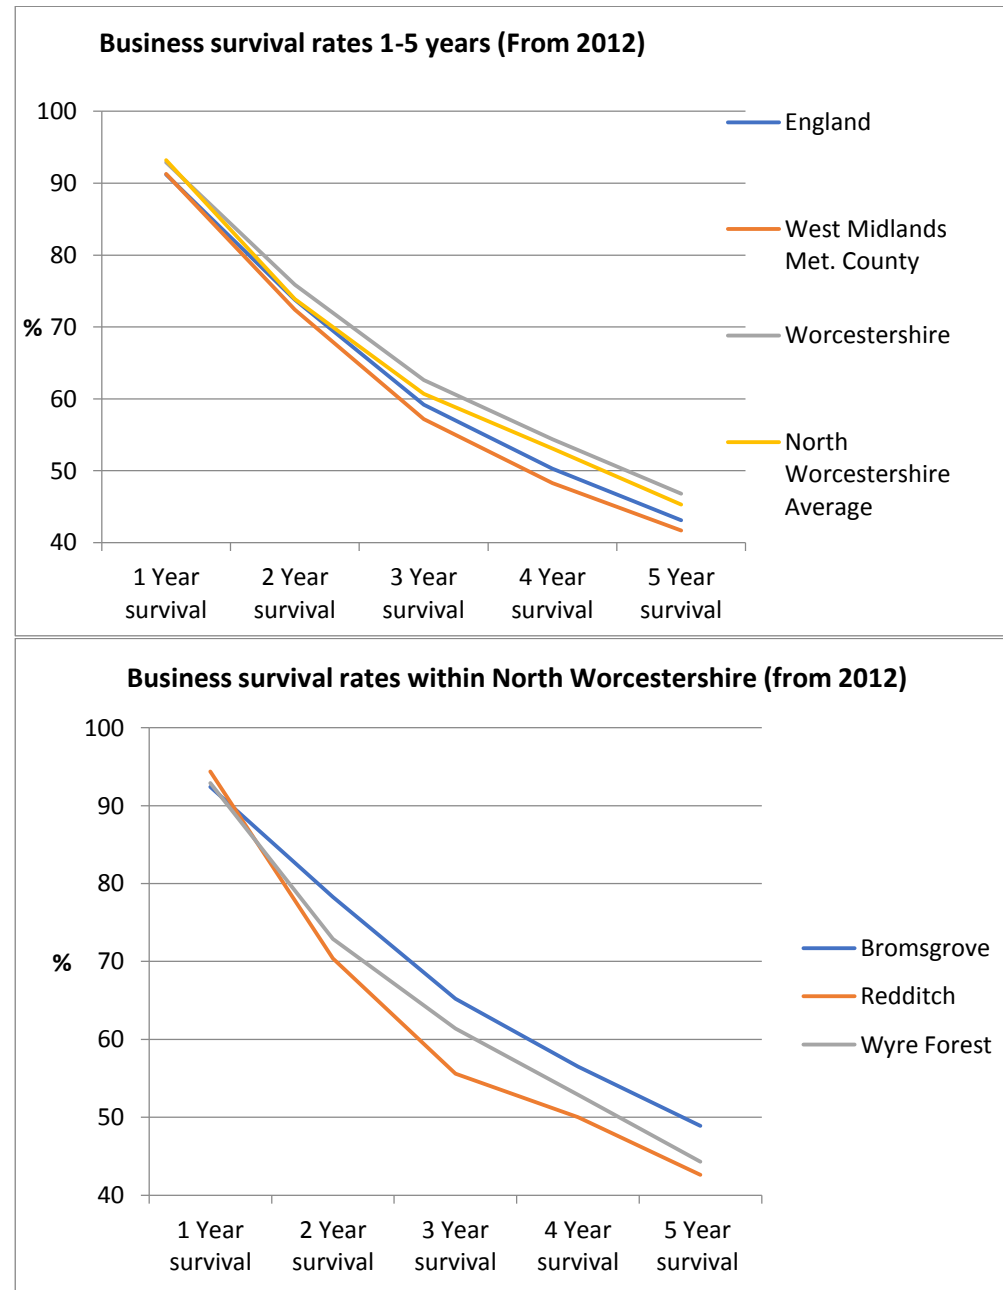 Business survival rates 1-5 years (From 2012)
100
90
80
70
60
50
40
%
1 Year
survival
2 Year
survival
3 Year
survival
4 Year
survival
5 Year
survival
England
West Midlands
Met. County
Worcestershire
North
Worcestershire
Average
Business survival rates within North Worcestershire (from 2012)
100
90
80
70
60
50
40
%
1 Year
survival
2 Year
survival
3 Year
survival
4 Year
survival
5 Year
survival
Bromsgrove
Redditch
Wyre Forest